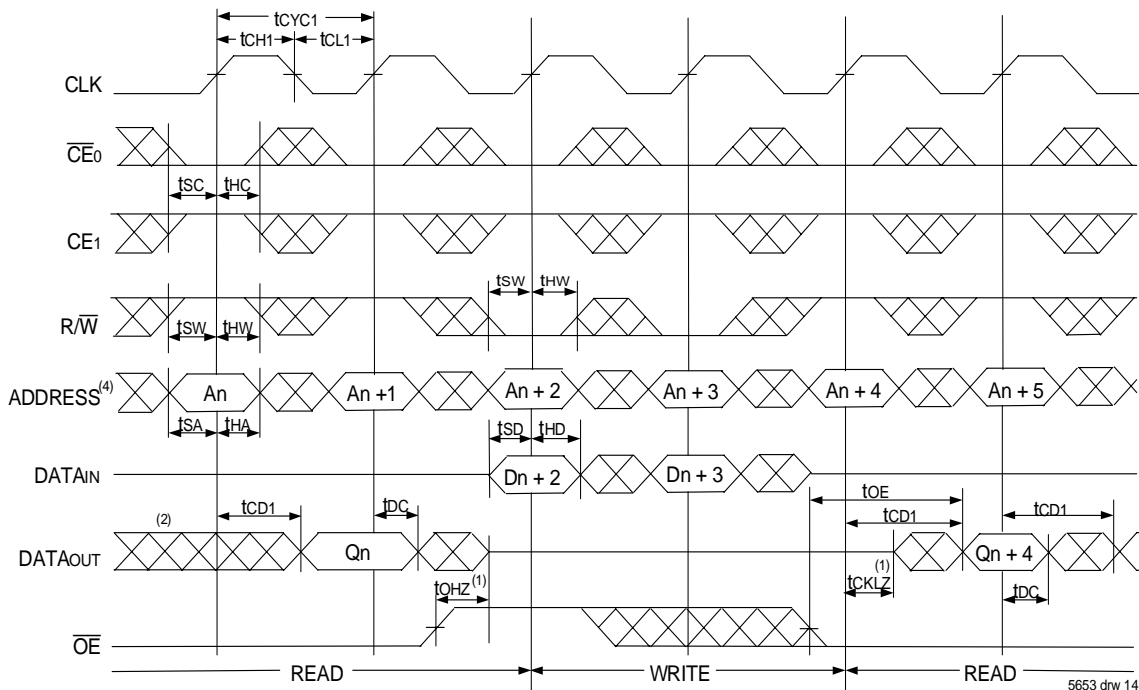 tCYC1
tCH1 tCL1
CLK
CE0
tSC tHC
CE1
tSW tHW
R/W
tSW tHW
ADDRESS(4) An An +1 An + 2 An + 3 An + 4 An + 5
tSA tHA tSD tHD
DATAIN Dn + 2 Dn + 3
tOE
(2) tCD1 tDC tCD1 tCD1
DATAOUT Qn Qn + 4
tOHZ(1) tCKLZ(1) tDC
OE
READ WRITE READ
5653 drw 14